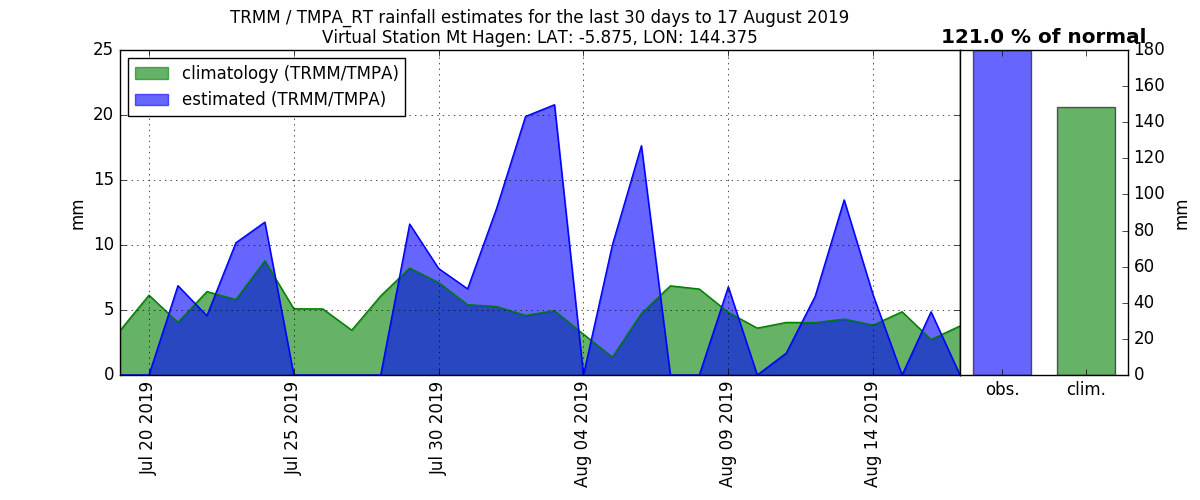 TRMM / TMPA_RT rainfall estimates for the last 30 days to 17 August 2019
Virtual Station Mt Hagen: LAT: -5.875, LON: 144.375
121.0 % of normal
climatology (TRMM/TMPA)
estimated (TRMM/TMPA)
25
20
15
10
5
0
mm
Jul 20 2019
Jul 25 2019
Jul 30 2019
Aug 04 2019
Aug 09 2019
Aug 14 2019
180
160
140
120
100
80
60
40
20
0
mm
obs.
clim.